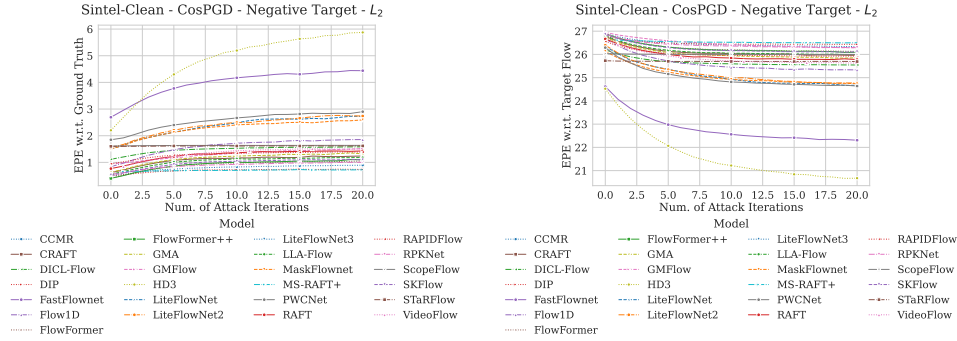 Sintel-Clean - CosPGD - Negative Target - L2
EPE w.r.t. Ground Truth
6
5
4
3
2
1
0.0 2.5 5.0 7.5 10.0 12.5 15.0 17.5 20.0
Num. of Attack Iterations
Model
CCMR FlowFormer++ LiteFlowNet3 RAPIDFlow
CRAFT GMA LLA-Flow RPKNet
DICL-Flow GMFlow MaskFlownet ScopeFlow
DIP HD3 MS-RAFT+ SKFlow
FastFlownet LiteFlowNet PWCNet STaRFlow
Flow1D LiteFlowNet2 RAFT VideoFlow
FlowFormer
Sintel-Clean - CosPGD - Negative Target - L2
EPE w.r.t. Target Flow
27
26
25
24
23
22
21
0.0 2.5 5.0 7.5 10.0 12.5 15.0 17.5 20.0
Num. of Attack Iterations
Model
CCMR FlowFormer++ LiteFlowNet3 RAPIDFlow
CRAFT GMA LLA-Flow RPKNet
DICL-Flow GMFlow MaskFlownet ScopeFlow
DIP HD3 MS-RAFT+ SKFlow
FastFlownet LiteFlowNet PWCNet STaRFlow
Flow1D LiteFlowNet2 RAFT VideoFlow
FlowFormer